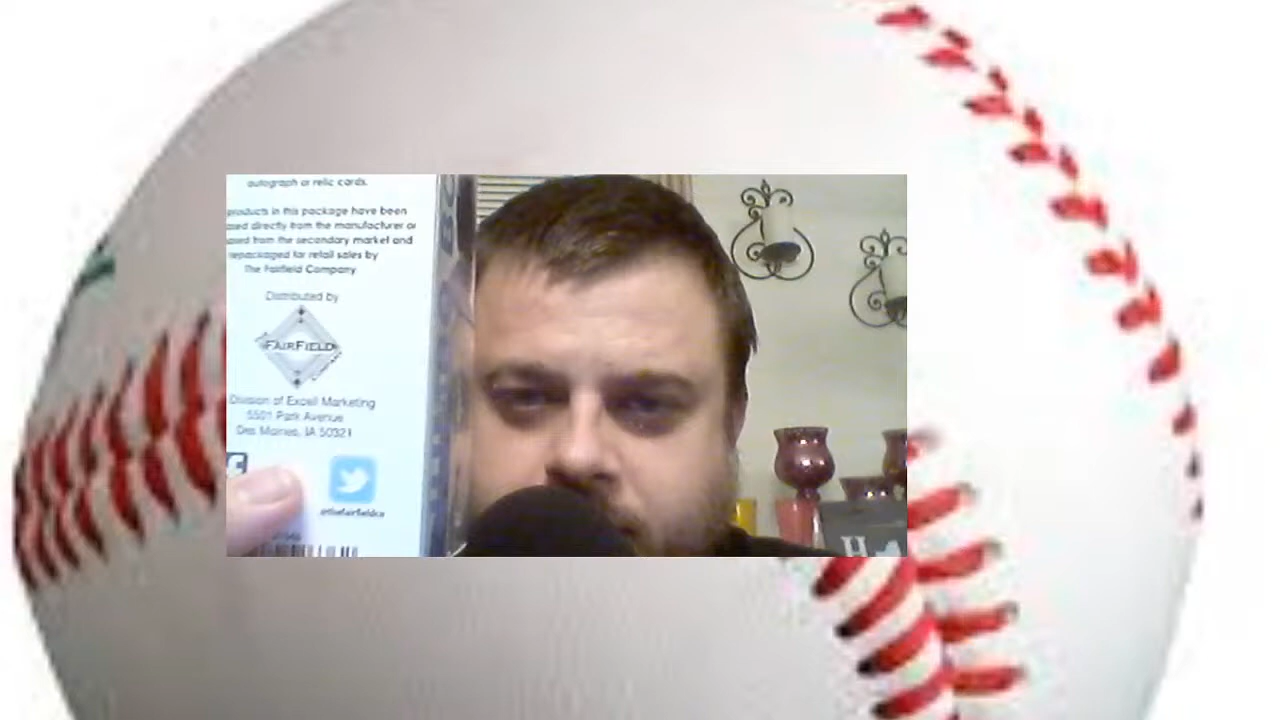 autograph or relic cards.
products in this package have been
directly from the manufacturer or
from the secondary market and
repackaged for retail sales by
The Fairfield Company
Distributed by
FAIRFIELD
Division of Excell Marketing
5501 Park Avenue
Des Moines, IA 50321
f
@thefairfieldco
H